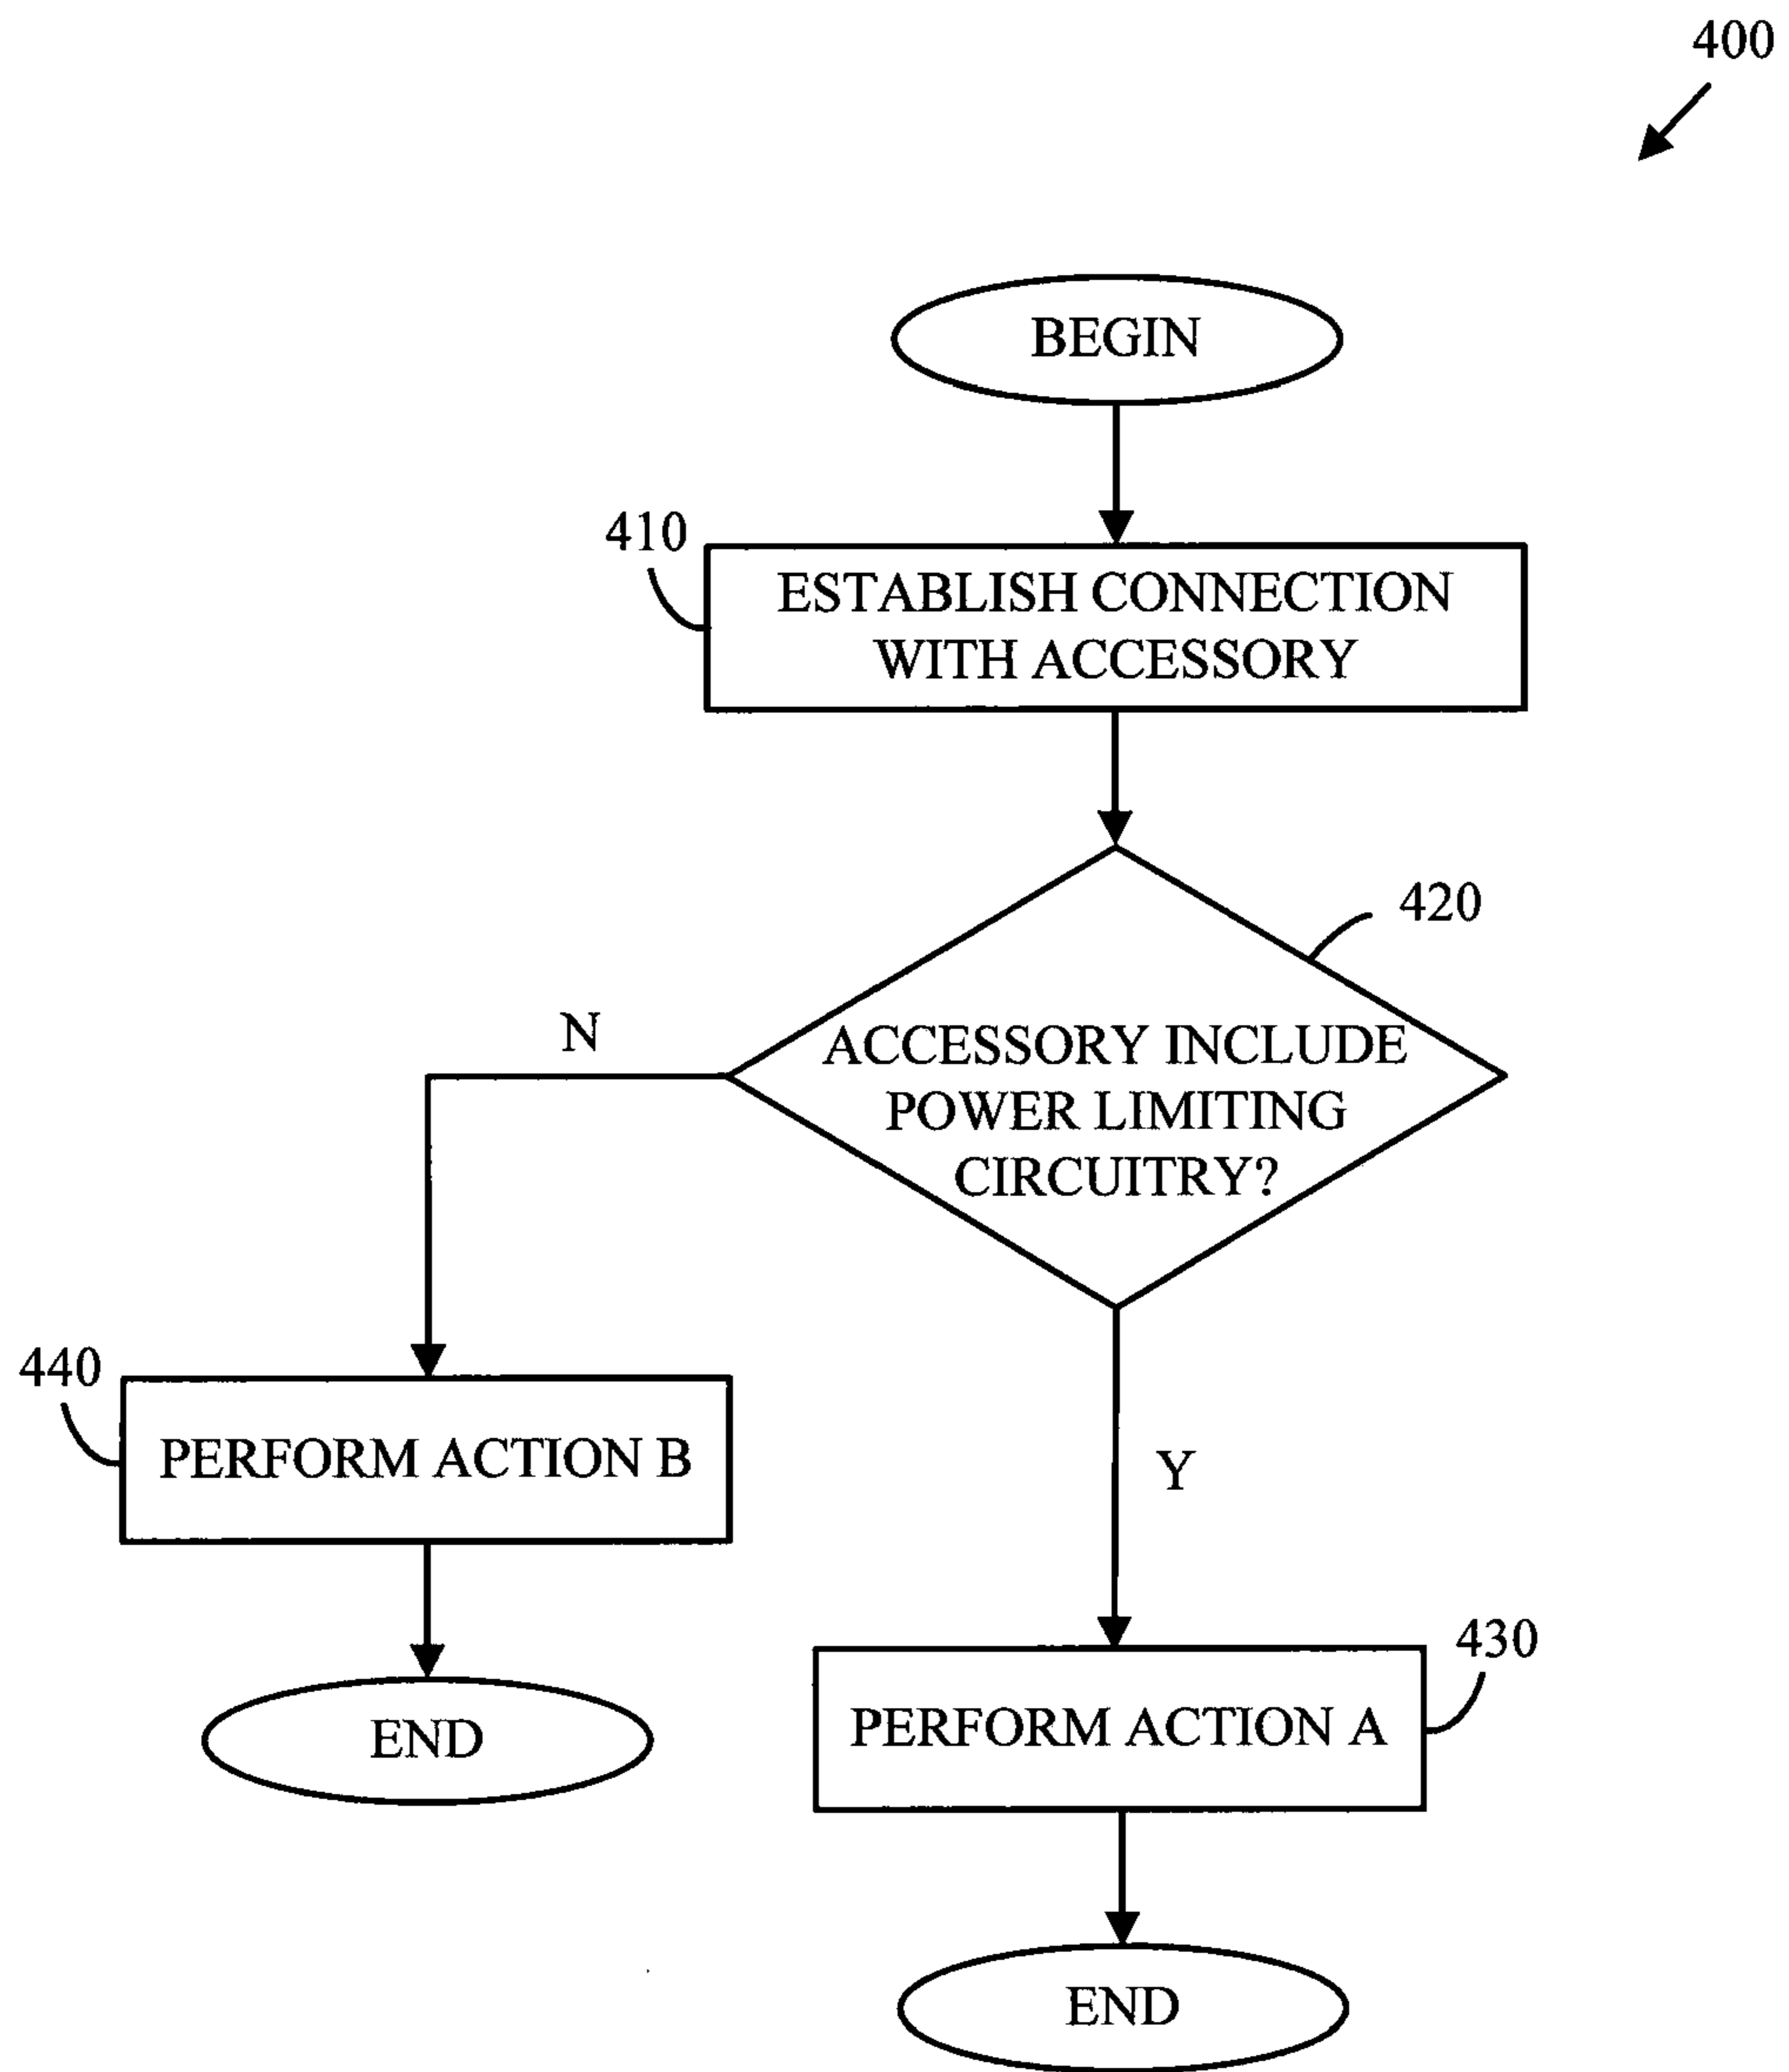 400
BEGIN
410
ESTABLISH CONNECTION
WITH ACCESSORY
420
N
ACCESSORY INCLUDE
POWER LIMITING
CIRCUITRY?
440
PERFORM ACTION B
Y
430
PERFORM ACTION A
END
END